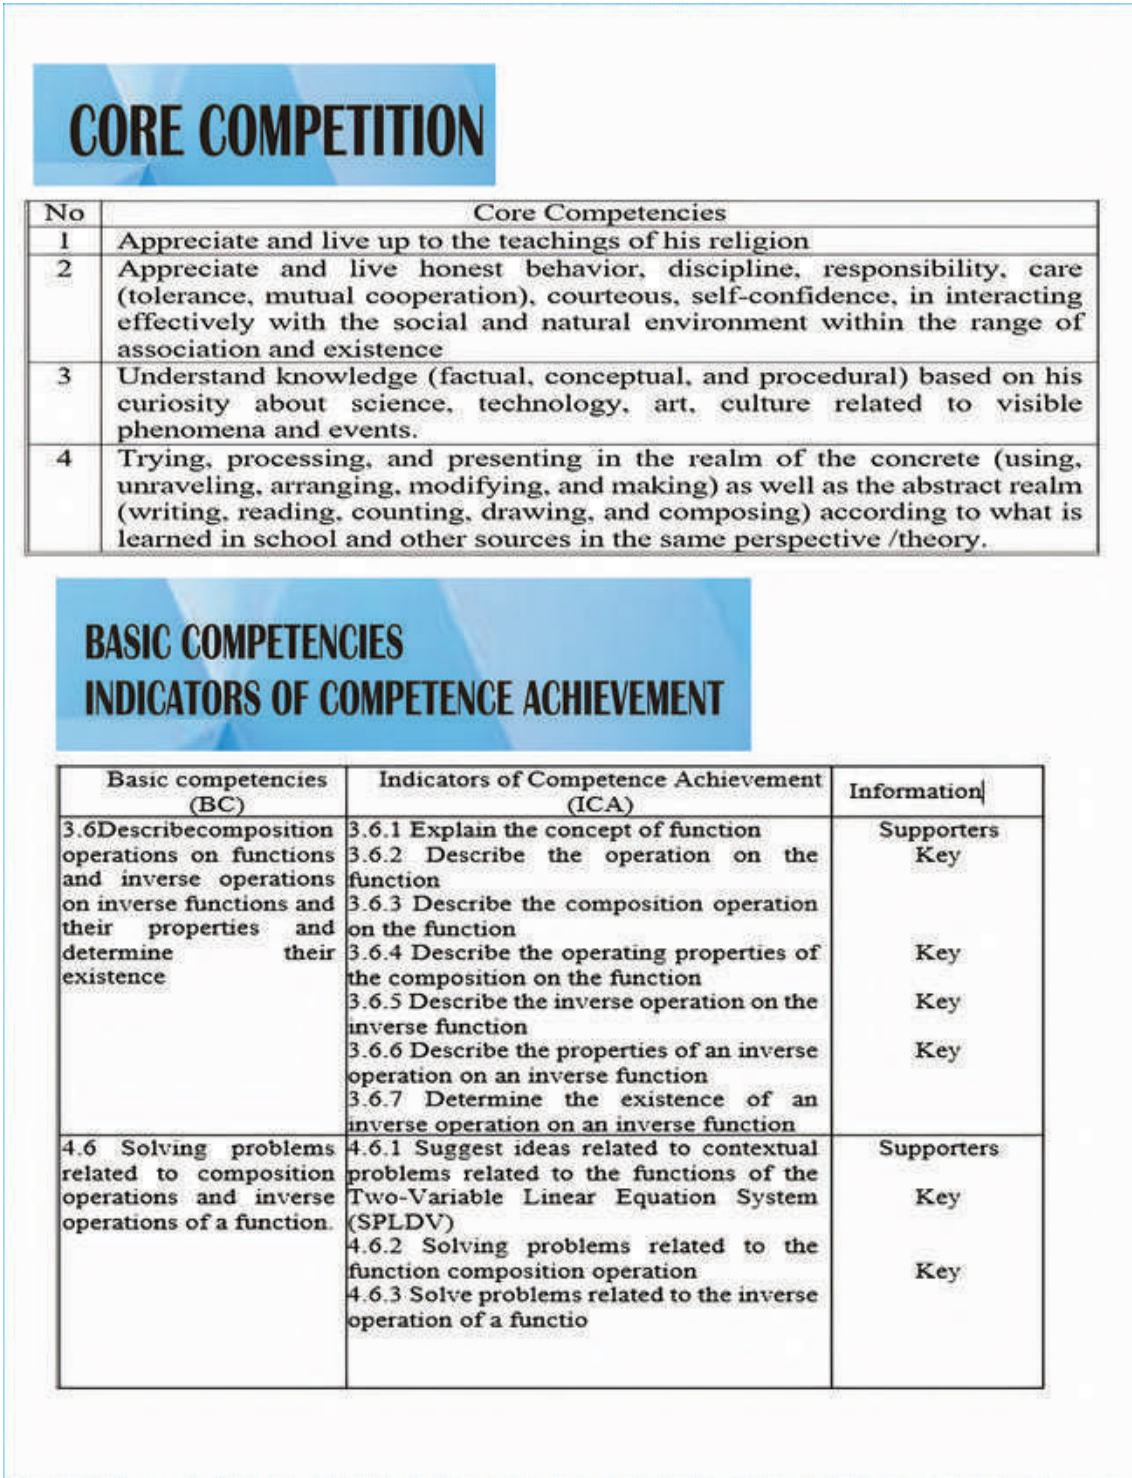 CORE COMPETITION
No Core Competencies
1 Appreciate and live up to the teachings of his religion
2 Appreciate and live honest behavior, discipline, responsibility, care
(tolerance, mutual cooperation), courteous, self-confidence, in interacting
effectively with the social and natural environment within the range of
association and existence
3 Understand knowledge (factual, conceptual, and procedural) based on his
curiosity about science, technology, art, culture related to visible
phenomena and events.
4 Trying, processing, and presenting in the realm of the concrete (using,
unraveling, arranging, modifying, and making) as well as the abstract realm
(writing, reading, counting, drawing, and composing) according to what is
learned in school and other sources in the same perspective /theory.
BASIC COMPETENCIES
INDICATORS OF COMPETENCE ACHIEVEMENT
Basic competencies
(BC)
Indicators of Competence Achievement
(ICA)
Information
3.6Describecomposition
operations on functions
and inverse operations
on inverse functions and
their properties and
determine their
existence
3.6.1 Explain the concept of function
3.6.2 Describe the operation on the
function
3.6.3 Describe the composition operation
on the function
3.6.4 Describe the operating properties of
the composition on the function
3.6.5 Describe the inverse operation on the
inverse function
3.6.6 Describe the properties of an inverse
operation on an inverse function
3.6.7 Determine the existence of an
inverse operation on an inverse function
Supporters
Key
Key
Key
Key
4.6 Solving problems
related to composition
operations and inverse
operations of a function.
4.6.1 Suggest ideas related to contextual
problems related to the functions of the
Two-Variable Linear Equation System
(SPLDV)
4.6.2 Solving problems related to the
function composition operation
4.6.3 Solve problems related to the inverse
operation of a functio
Supporters
Key
Key